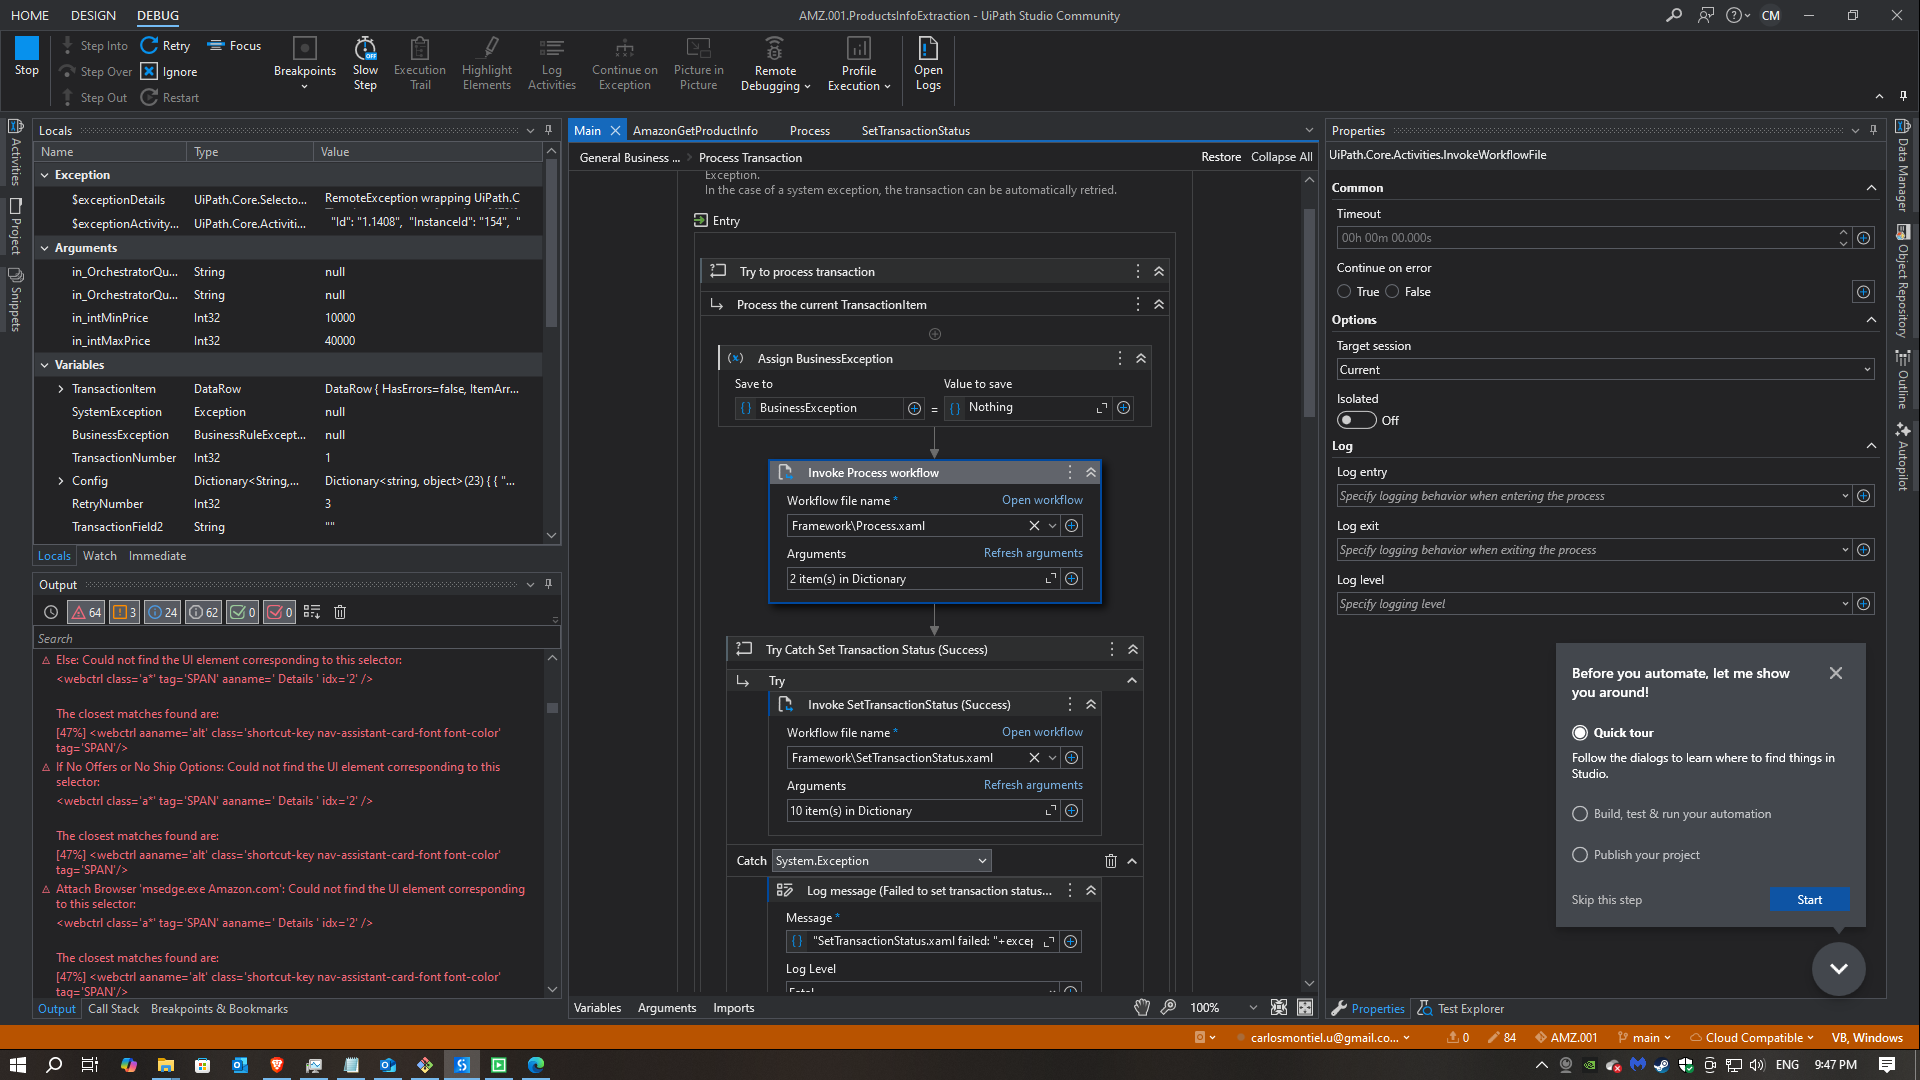 HOME DESIGN DEBUG
AMZ.001.ProductsInfoExtraction - UiPath Studio Community
CM
Stop
Step Into
Step Over
Step Out
Retry
Ignore
Restart
Focus
Breakpoints
Slow Step
Execution Trail
Highlight Elements
Log Activities
Continue on Exception
Picture in Picture
Remote Debugging
Profile Execution
Open Logs
Activities
Project
Snippets
Locals
Name Type Value
Exception
$exceptionDetails UiPath.Core.Selecto... RemoteException wrapping UiPath.C
$exceptionActivity... UiPath.Core.Activiti... "Id": "1.1408", "InstanceId": "154", "
Arguments
in_OrchestratorQu... String null
in_OrchestratorQu... String null
in_intMinPrice Int32 10000
in_intMaxPrice Int32 40000
Variables
TransactionItem DataRow DataRow { HasErrors=false, ItemArr...
SystemException Exception null
BusinessException BusinessRuleExcept... null
TransactionNumber Int32 1
Config Dictionary<String,... Dictionary<string, object>(23) { { "...
RetryNumber Int32 3
TransactionField2 String ""
Locals Watch Immediate
Output
64 3 24 62 0 0
Search
Else: Could not find the UI element corresponding to this selector:
<webctrl class='a*' tag='SPAN' aaname=' Details ' idx='2' />
The closest matches found are:
[47%] <webctrl aaname='alt' class='shortcut-key nav-assistant-card-font font-color'
tag='SPAN'/>
If No Offers or No Ship Options: Could not find the UI element corresponding to this
selector:
<webctrl class='a*' tag='SPAN' aaname=' Details ' idx='2' />
The closest matches found are:
[47%] <webctrl aaname='alt' class='shortcut-key nav-assistant-card-font font-color'
tag='SPAN'/>
Attach Browser 'msedge.exe Amazon.com': Could not find the UI element corresponding
to this selector:
<webctrl class='a*' tag='SPAN' aaname=' Details ' idx='2' />
The closest matches found are:
[47%] <webctrl aaname='alt' class='shortcut-key nav-assistant-card-font font-color'
tag='SPAN'/>
Output Call Stack Breakpoints & Bookmarks
Main AmazonGetProductInfo Process SetTransactionStatus
General Business ... > Process Transaction
Restore Collapse All
Exception.
In the case of a system exception, the transaction can be automatically retried.
Entry
Try to process transaction
Process the current TransactionItem
Assign BusinessException
Save to Value to save
BusinessException = Nothing
Invoke Process workflow
Workflow file name * Open workflow
Framework\Process.xaml
Arguments Refresh arguments
2 item(s) in Dictionary
Try Catch Set Transaction Status (Success)
Try
Invoke SetTransactionStatus (Success)
Workflow file name * Open workflow
Framework\SetTransactionStatus.xaml
Arguments Refresh arguments
10 item(s) in Dictionary
Catch System.Exception
Log message (Failed to set transaction status...
Message *
"SetTransactionStatus.xaml failed: "+excep
Log Level
Fatal
Variables Arguments Imports
100%
Properties
UiPath.Core.Activities.InvokeWorkflowFile
Common
Timeout
00h 00m 00.000s
Continue on error
True False
Options
Target session
Current
Isolated
Off
Log
Log entry
Specify logging behavior when entering the process
Log exit
Specify logging behavior when exiting the process
Log level
Specify logging level
Before you automate, let me show
you around!
Quick tour
Follow the dialogs to learn where to find things in
Studio.
Build, test & run your automation
Publish your project
Skip this step Start
Properties Test Explorer
Data Manager
Object Repository
Outline
Autopilot
carlosmontiel.u@gmail.co... 0 84 AMZ.001 main Cloud Compatible VB, Windows
ENG 9:47 PM